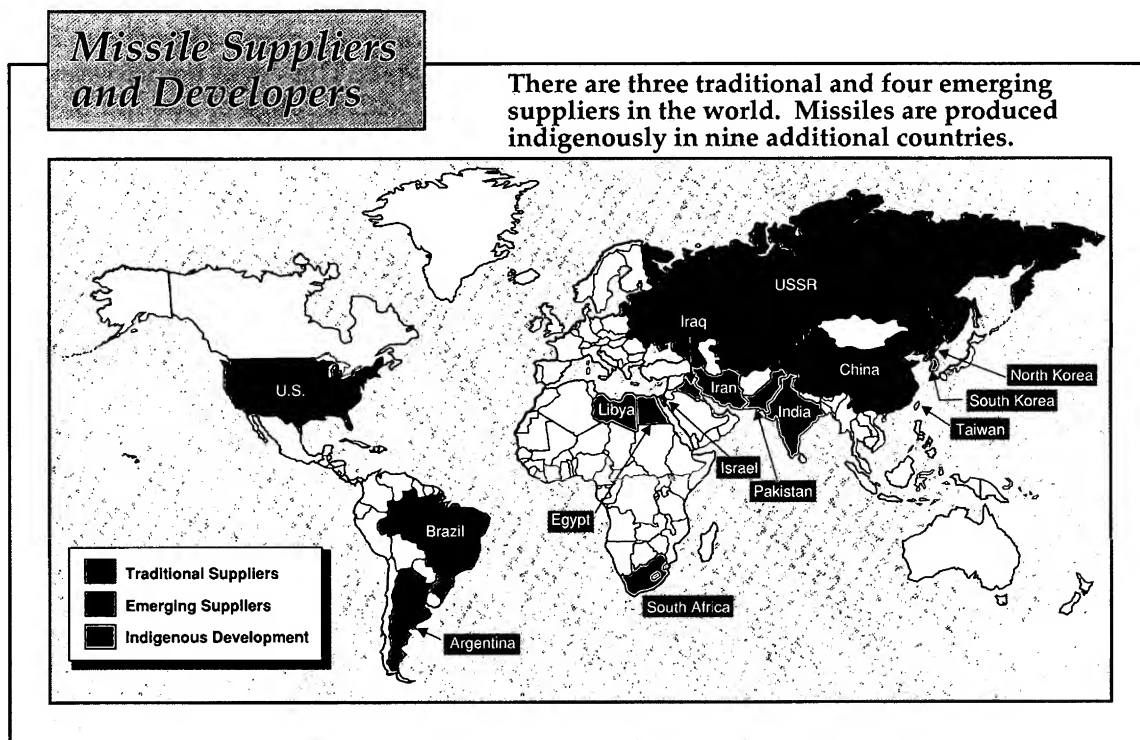 Missile Suppliers
and Developers
There are three traditional and four emerging
suppliers in the world. Missiles are produced
indigenously in nine additional countries.
USSR
Iraq
U.S.
China
North Korea
Iran
South Korea
Libya
India
Taiwan
Israel
Pakistan
Egypt
Brazil
Traditional Suppliers
Emerging Suppliers
South Africa
Indigenous Development
Argentina